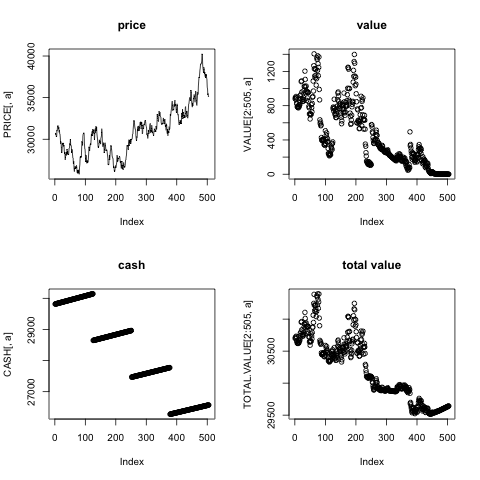 price
PRICE[, a]
30000 35000 40000
0 100 200 300 400 500
Index
value
VALUE[2:505, a]
0 400 800 1200
0 100 200 300 400 500
Index
cash
CASH[, a]
27000 29000
0 100 200 300 400 500
Index
total value
TOTAL.VALUE[2:505, a]
29500 30500
0 100 200 300 400 500
Index